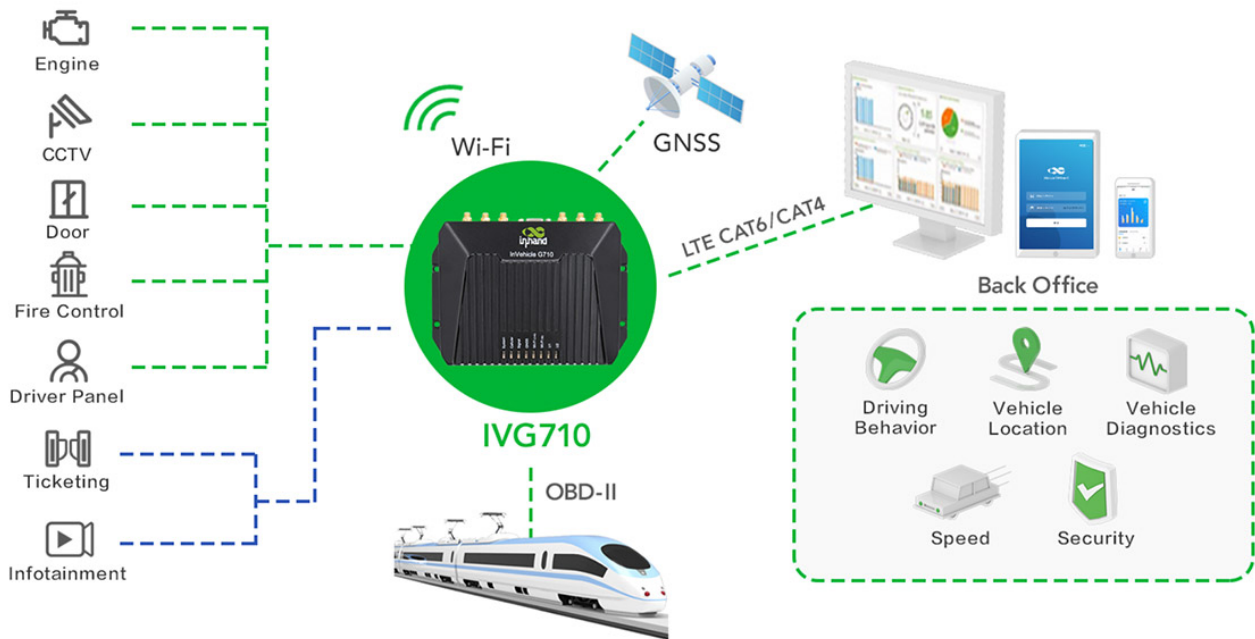 Engine
CCTV
Door
Fire Control
Driver Panel
Ticketing
Infotainment
Wi-Fi
GNSS
inhand
InVehicle G710
IVG710
OBD-II
LTE CAT6/CAT4
Back Office
Driving
Behavior
Vehicle
Location
Vehicle
Diagnostics
Speed
Security